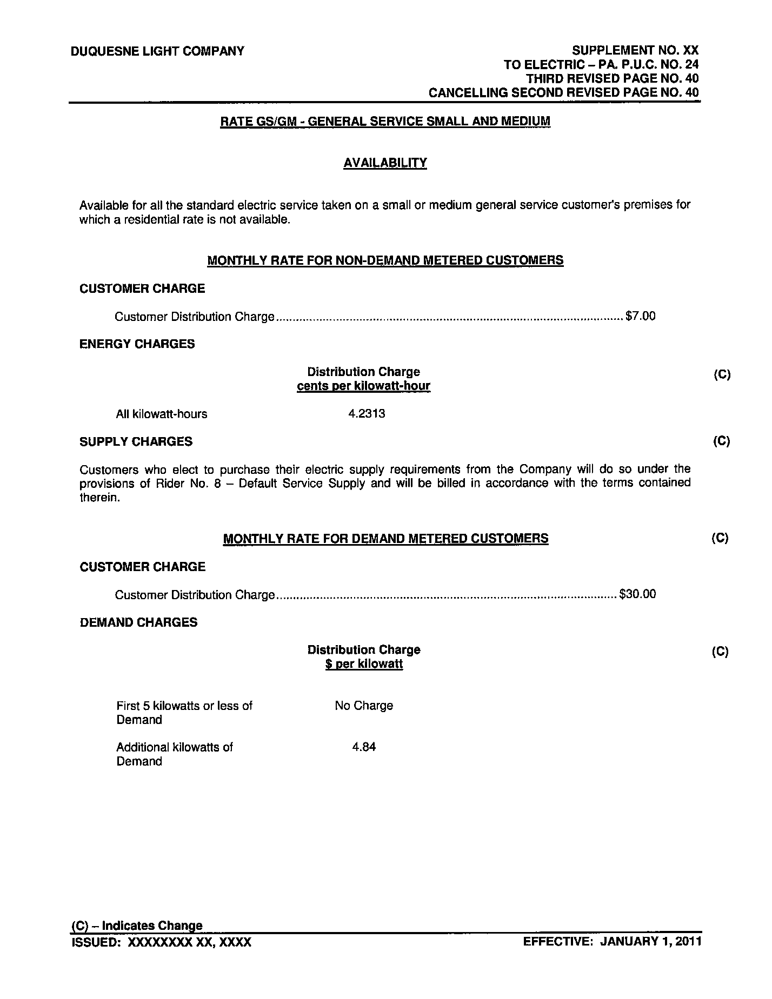 DUQUESNE LIGHT COMPANY
SUPPLEMENT NO. XX
TO ELECTRIC – PA. P.U.C. NO. 24
THIRD REVISED PAGE NO. 40
CANCELLING SECOND REVISED PAGE NO. 40
RATE GS/GM - GENERAL SERVICE SMALL AND MEDIUM
AVAILABILITY
Available for all the standard electric service taken on a small or medium general service customer's premises for
which a residential rate is not available.
MONTHLY RATE FOR NON-DEMAND METERED CUSTOMERS
CUSTOMER CHARGE
Customer Distribution Charge........................................................................................................ $7.00
ENERGY CHARGES
Distribution Charge (C)
cents per kilowatt-hour
All kilowatt-hours 4.2313
SUPPLY CHARGES (C)
Customers who elect to purchase their electric supply requirements from the Company will do so under the
provisions of Rider No. 8 – Default Service Supply and will be billed in accordance with the terms contained
therein.
MONTHLY RATE FOR DEMAND METERED CUSTOMERS (C)
CUSTOMER CHARGE
Customer Distribution Charge...................................................................................................... $30.00
DEMAND CHARGES
Distribution Charge (C)
$ per kilowatt
First 5 kilowatts or less of No Charge
Demand
Additional kilowatts of 4.84
Demand
(C) – Indicates Change
ISSUED: XXXXXXXX XX, XXXX EFFECTIVE: JANUARY 1, 2011